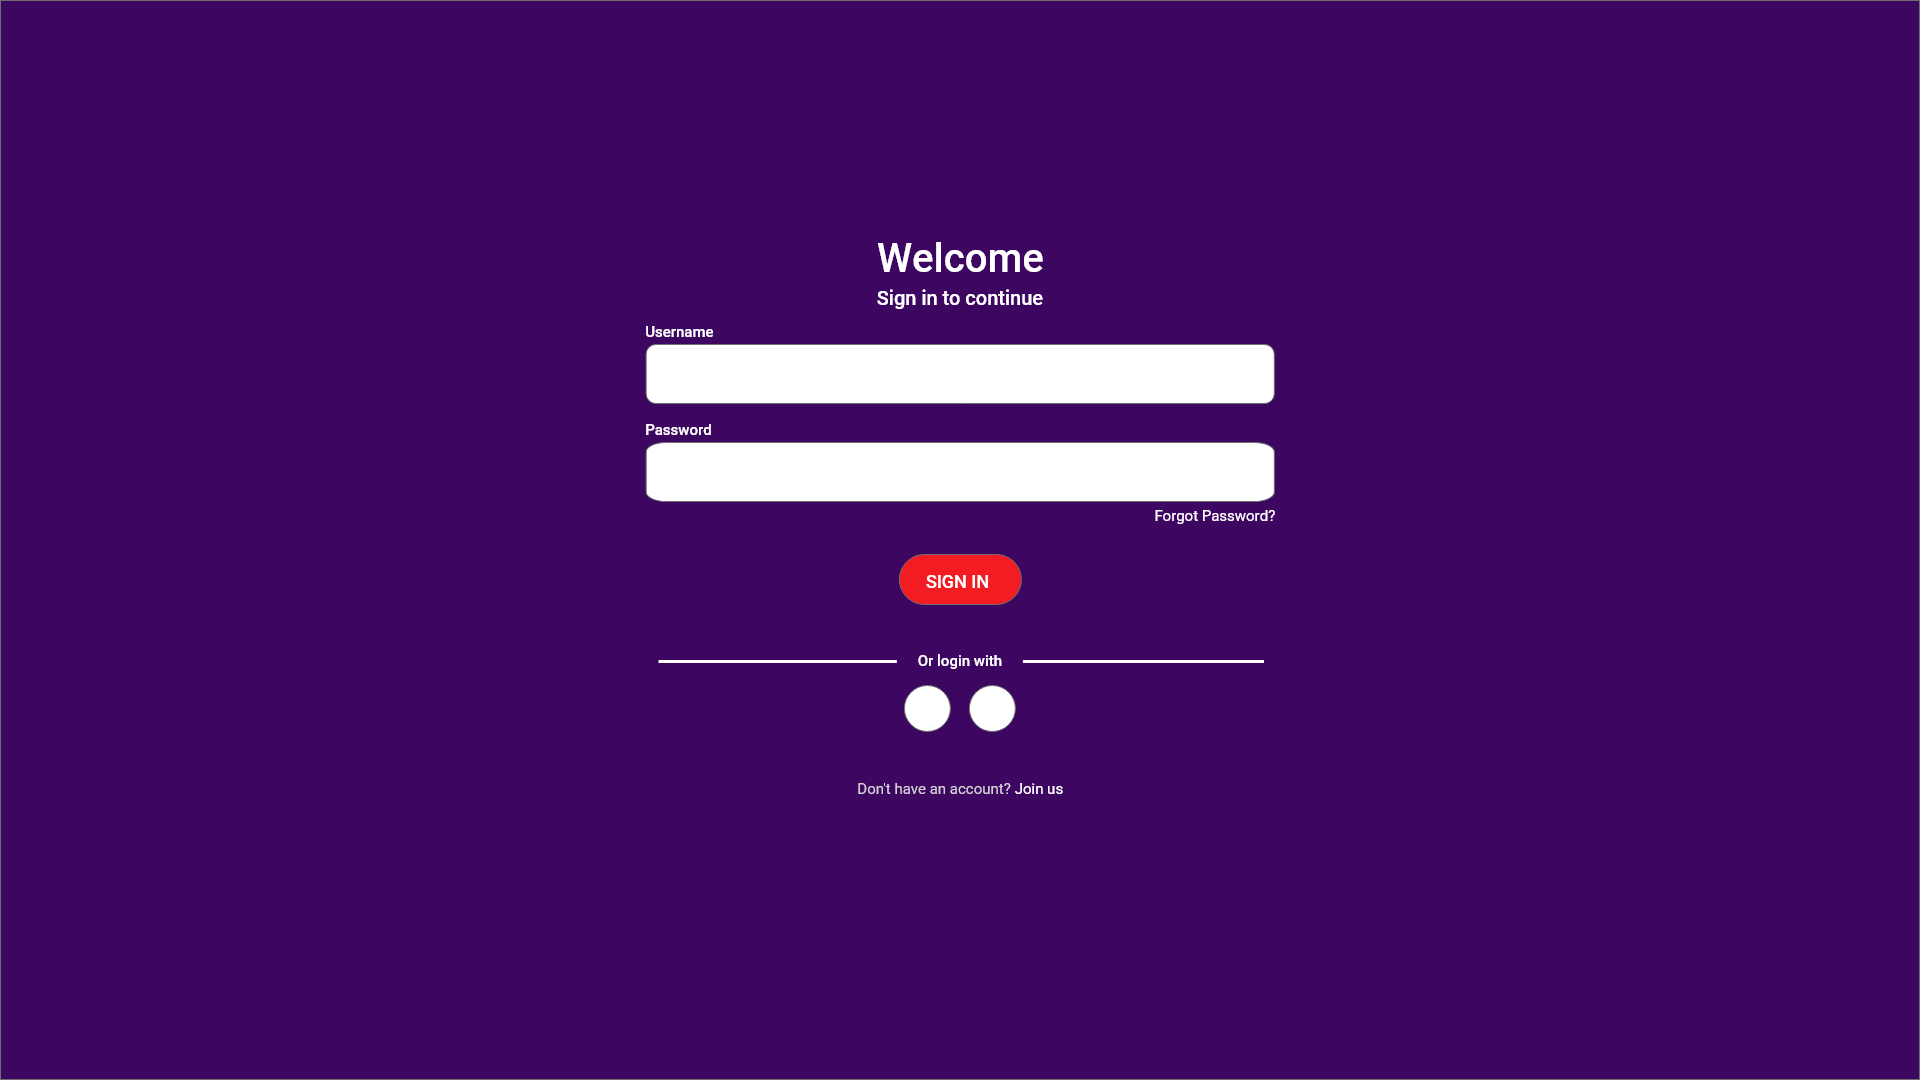 Welcome
Sign in to continue
Username
Password
Forgot Password?
SIGN IN
Or login with
Don't have an account? Join us